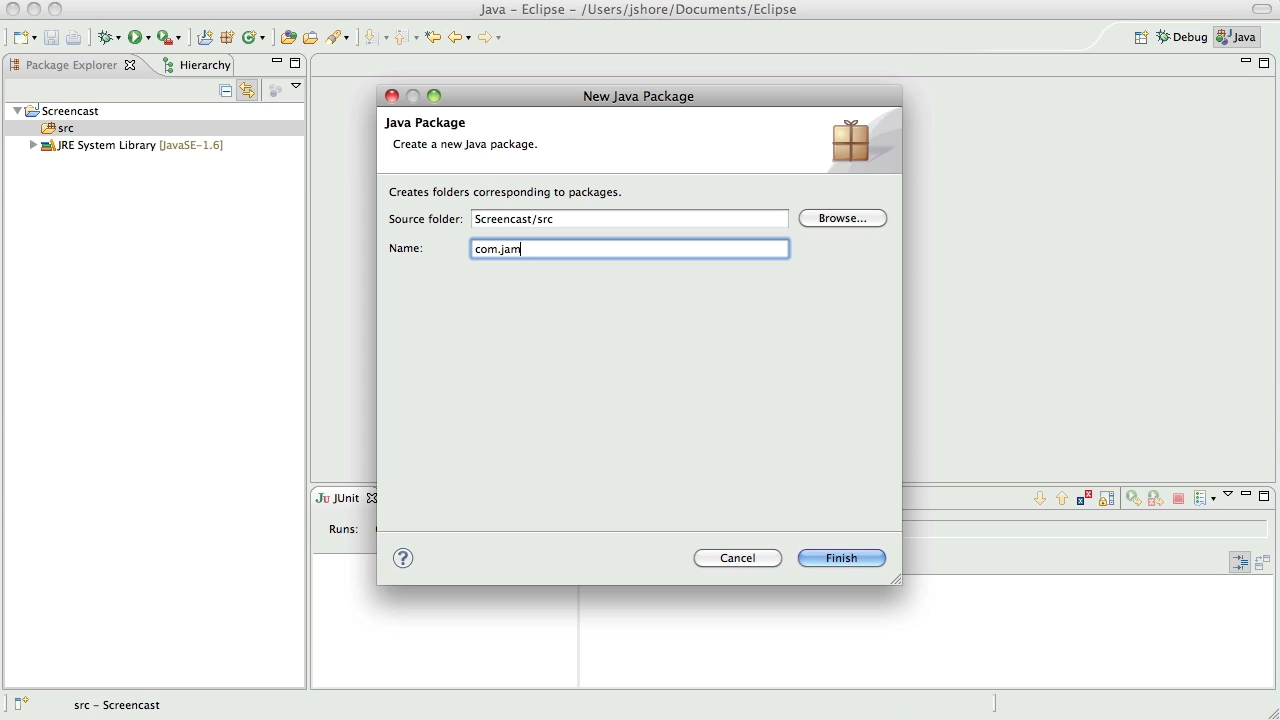 Java – Eclipse – /Users/jshore/Documents/Eclipse
Debug
Java
Package Explorer
Hierarchy
Screencast
src
JRE System Library [JavaSE-1.6]
New Java Package
Java Package
Create a new Java package.
Creates folders corresponding to packages.
Source folder:
Screencast/src
Browse...
Name:
com.jam
JUnit
Runs:
?
Cancel
Finish
src – Screencast